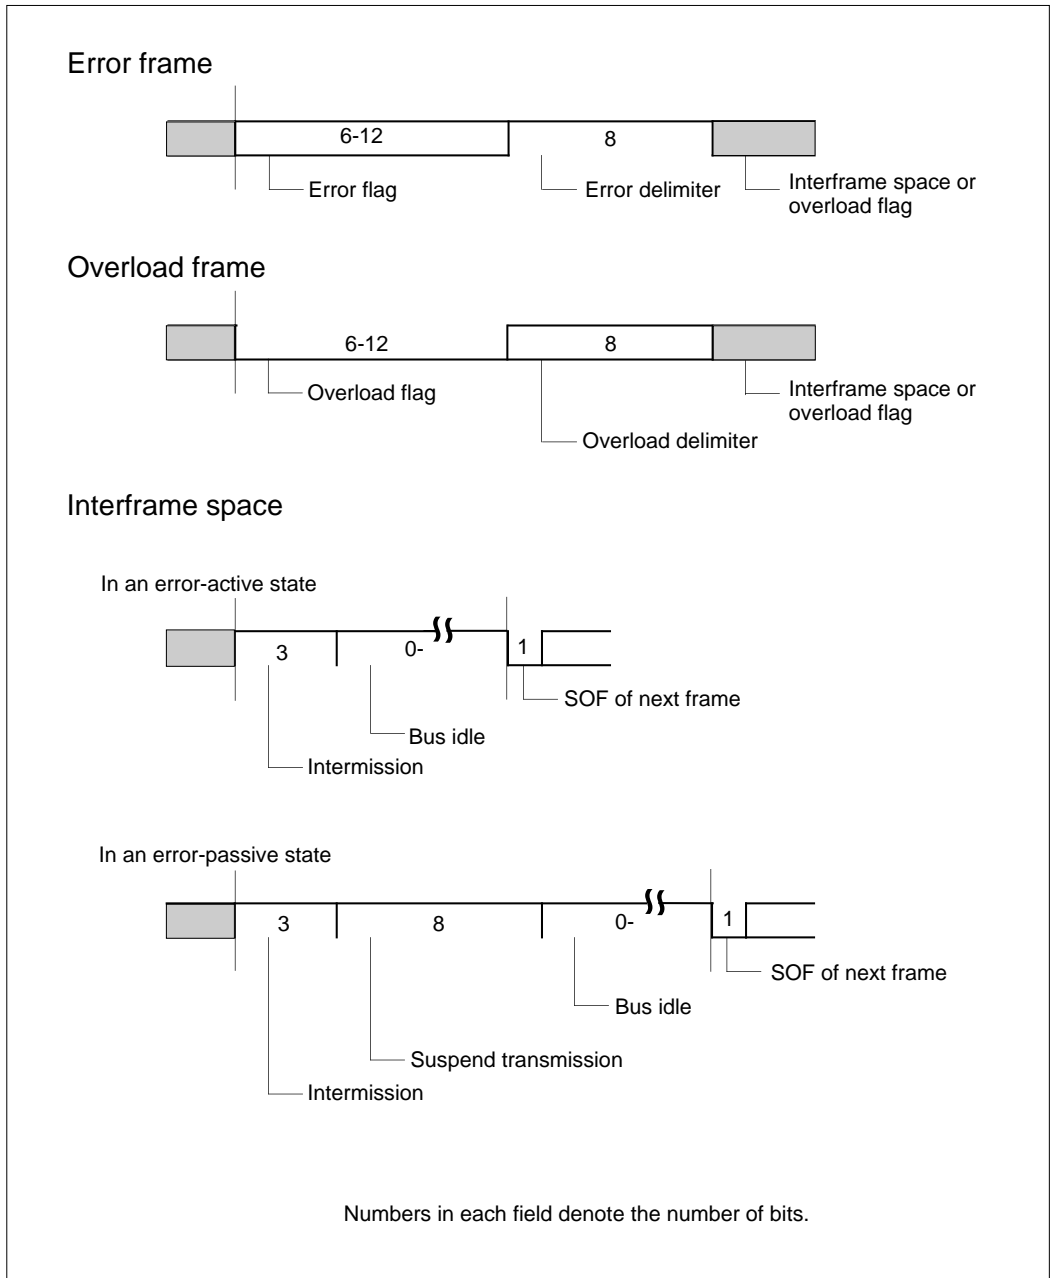 Error frame
6-12
8
Error flag
Error delimiter
Interframe space or
overload flag
Overload frame
6-12
8
Overload flag
Interframe space or
overload flag
Overload delimiter
Interframe space
In an error-active state
3
0-
1
SOF of next frame
Bus idle
Intermission
In an error-passive state
3
8
0-
1
SOF of next frame
Bus idle
Suspend transmission
Intermission
Numbers in each field denote the number of bits.